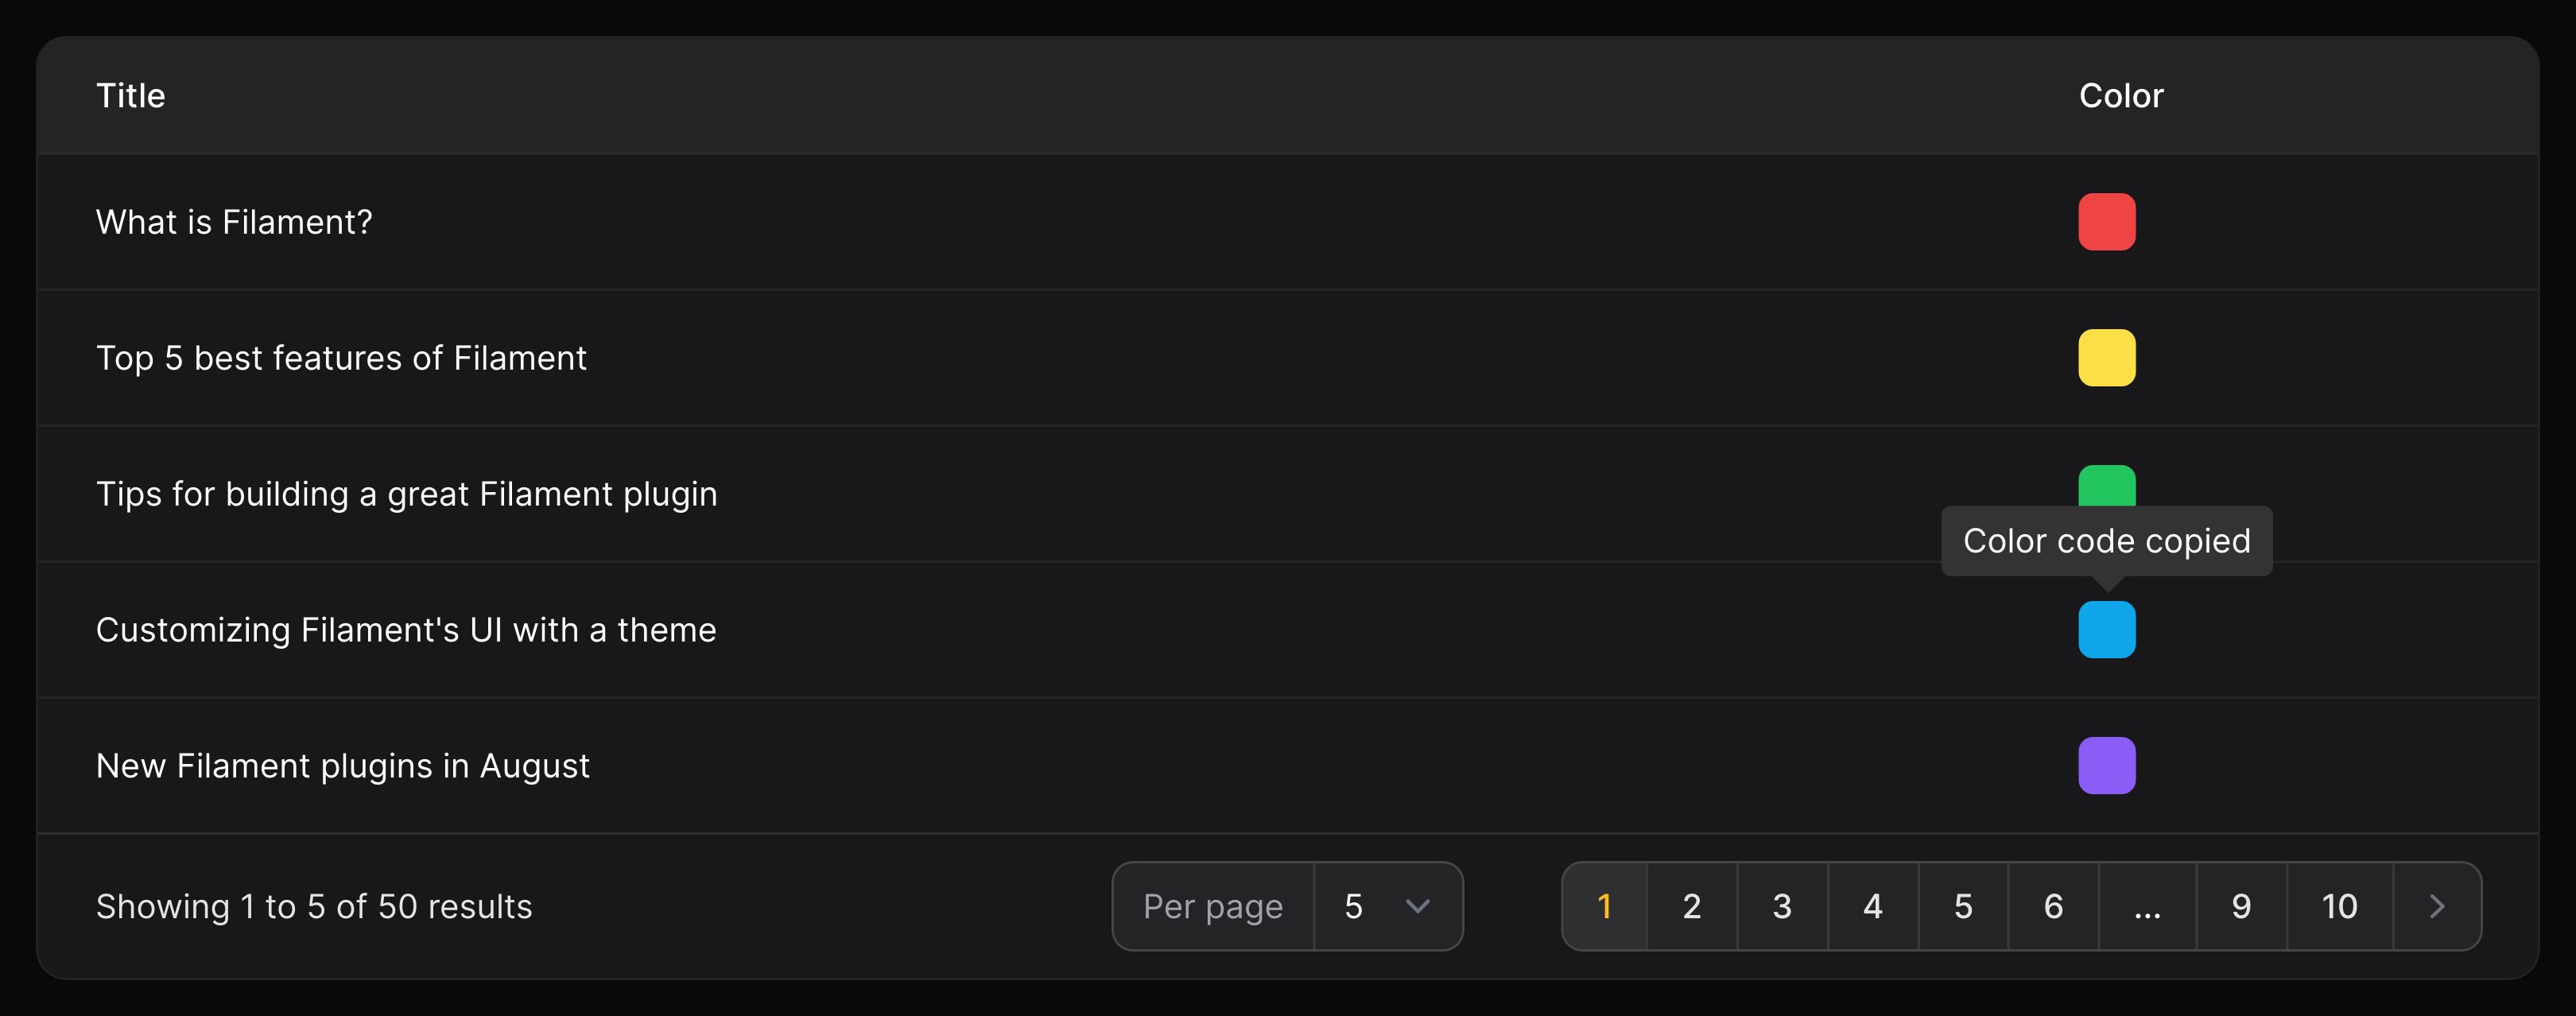 Title Color
What is Filament?
Top 5 best features of Filament
Tips for building a great Filament plugin
Color code copied
Customizing Filament's UI with a theme
New Filament plugins in August
Showing 1 to 5 of 50 results Per page 5 1 2 3 4 5 6 ... 9 10